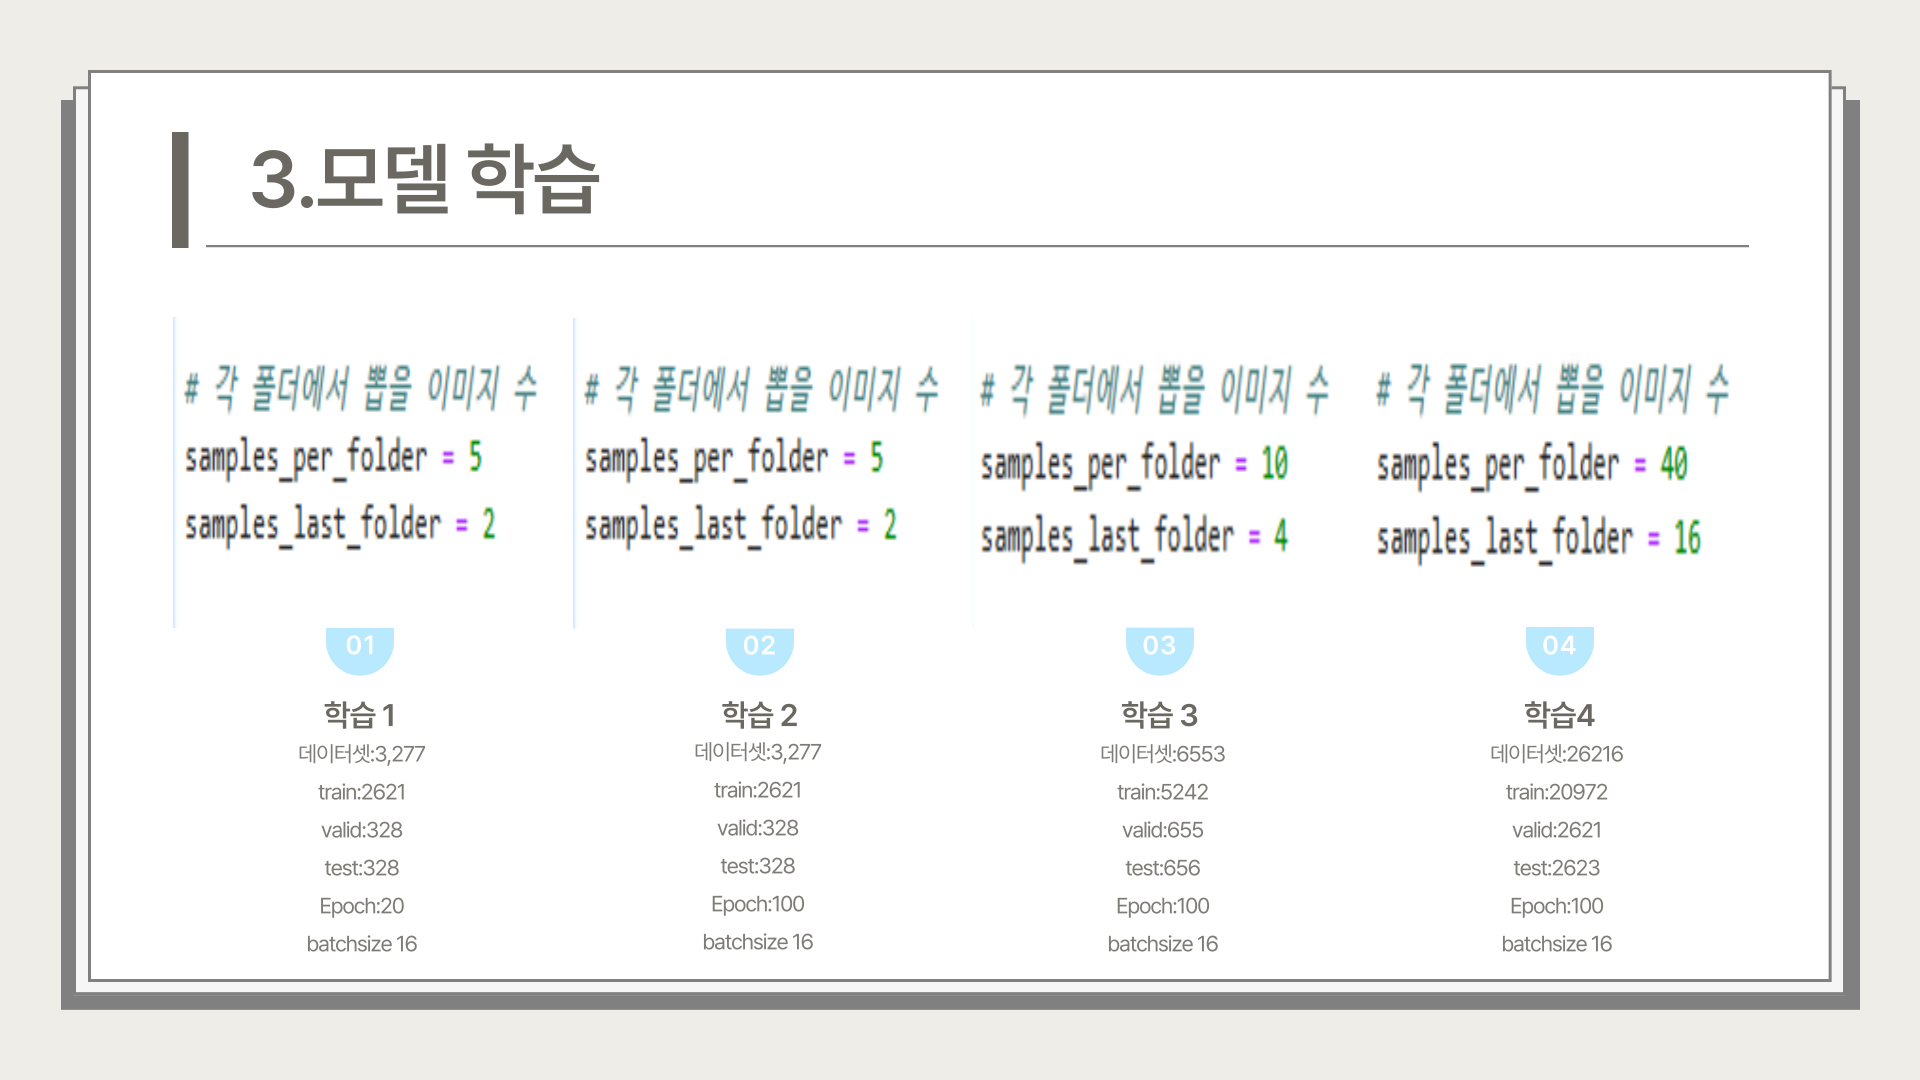 3.모델 학습
# 각 폴더에서 뽑을 이미지 수
samples_per_folder = 5
samples_last_folder = 2
01
학습 1
데이터셋:3,277
train:2621
valid:328
test:328
Epoch:20
batchsize 16
# 각 폴더에서 뽑을 이미지 수
samples_per_folder = 5
samples_last_folder = 2
02
학습 2
데이터셋:3,277
train:2621
valid:328
test:328
Epoch:100
batchsize 16
# 각 폴더에서 뽑을 이미지 수
samples_per_folder = 10
samples_last_folder = 4
03
학습 3
데이터셋:6553
train:5242
valid:655
test:656
Epoch:100
batchsize 16
# 각 폴더에서 뽑을 이미지 수
samples_per_folder = 40
samples_last_folder = 16
04
학습4
데이터셋:26216
train:20972
valid:2621
test:2623
Epoch:100
batchsize 16